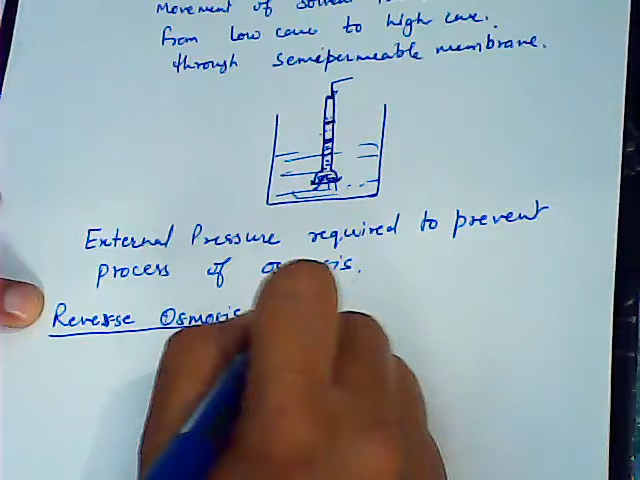 Movement of solvent
from low conc to high conc.
through semipermeable membrane.
External Pressure required to prevent
process of osmosis.
Reverse Osmosis